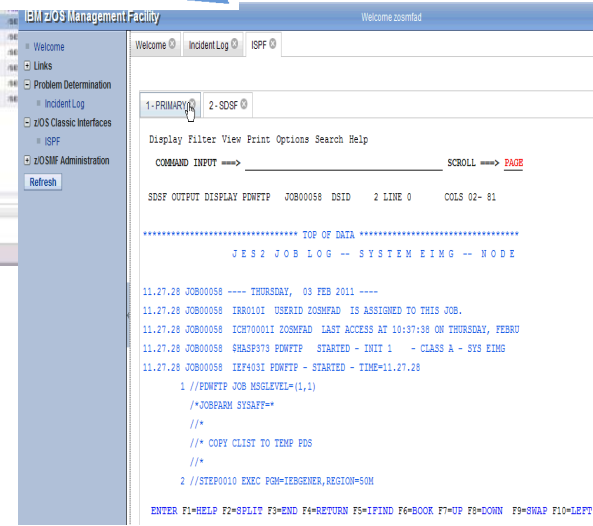 IBM z/OS Management Facility
Welcome zosmfad
Welcome
Links
Problem Determination
Incident Log
z/OS Classic Interfaces
ISPF
z/OSMF Administration
Refresh
Welcome Incident Log ISPF
1 - PRIMARY 2 - SDSF
Display Filter View Print Options Search Help
COMMAND INPUT ===> SCROLL ===> PAGE
SDSF OUTPUT DISPLAY PDWFTP JOB00058 DSID 2 LINE 0 COLS 02- 81
******************************** TOP OF DATA **********************************
J E S 2 J O B L O G -- S Y S T E M E I M G -- N O D E
11.27.28 JOB00058 ---- THURSDAY, 03 FEB 2011 ----
11.27.28 JOB00058 IRR010I USERID ZOSMFAD IS ASSIGNED TO THIS JOB.
11.27.28 JOB00058 ICH70001I ZOSMFAD LAST ACCESS AT 10:37:38 ON THURSDAY, FEBRU
11.27.28 JOB00058 $HASP373 PDWFTP STARTED - INIT 1 - CLASS A - SYS EIMG
11.27.28 JOB00058 IEF403I PDWFTP - STARTED - TIME=11.27.28
1 //PDWFTP JOB MSGLEVEL=(1,1)
/*JOBPARM SYSAFF=*
//*
//* COPY CLIST TO TEMP PDS
//*
2 //STEP0010 EXEC PGM=IEBGENER,REGION=50M
ENTER F1=HELP F2=SPLIT F3=END F4=RETURN F5=IFIND F6=BOOK F7=UP F8=DOWN F9=SWAP F10=LEFT